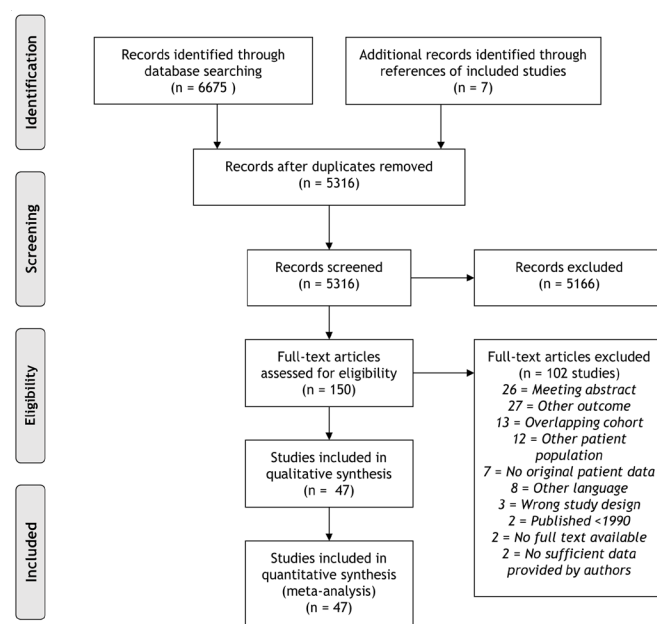 Identification
Records identified through
database searching
(n = 6675 )
Additional records identified through
references of included studies
(n = 7)
Records after duplicates removed
(n = 5316)
Screening
Records screened
(n = 5316)
Records excluded
(n = 5166)
Eligibility
Full-text articles
assessed for eligibility
(n = 150)
Full-text articles excluded
(n = 102 studies)
26 = Meeting abstract
27 = Other outcome
13 = Overlapping cohort
12 = Other patient
population
7 = No original patient data
8 = Other language
3 = Wrong study design
2 = Published <1990
2 = No full text available
2 = No sufficient data
provided by authors
Studies included in
qualitative synthesis
(n = 47)
Included
Studies included in
quantitative synthesis
(meta-analysis)
(n = 47)